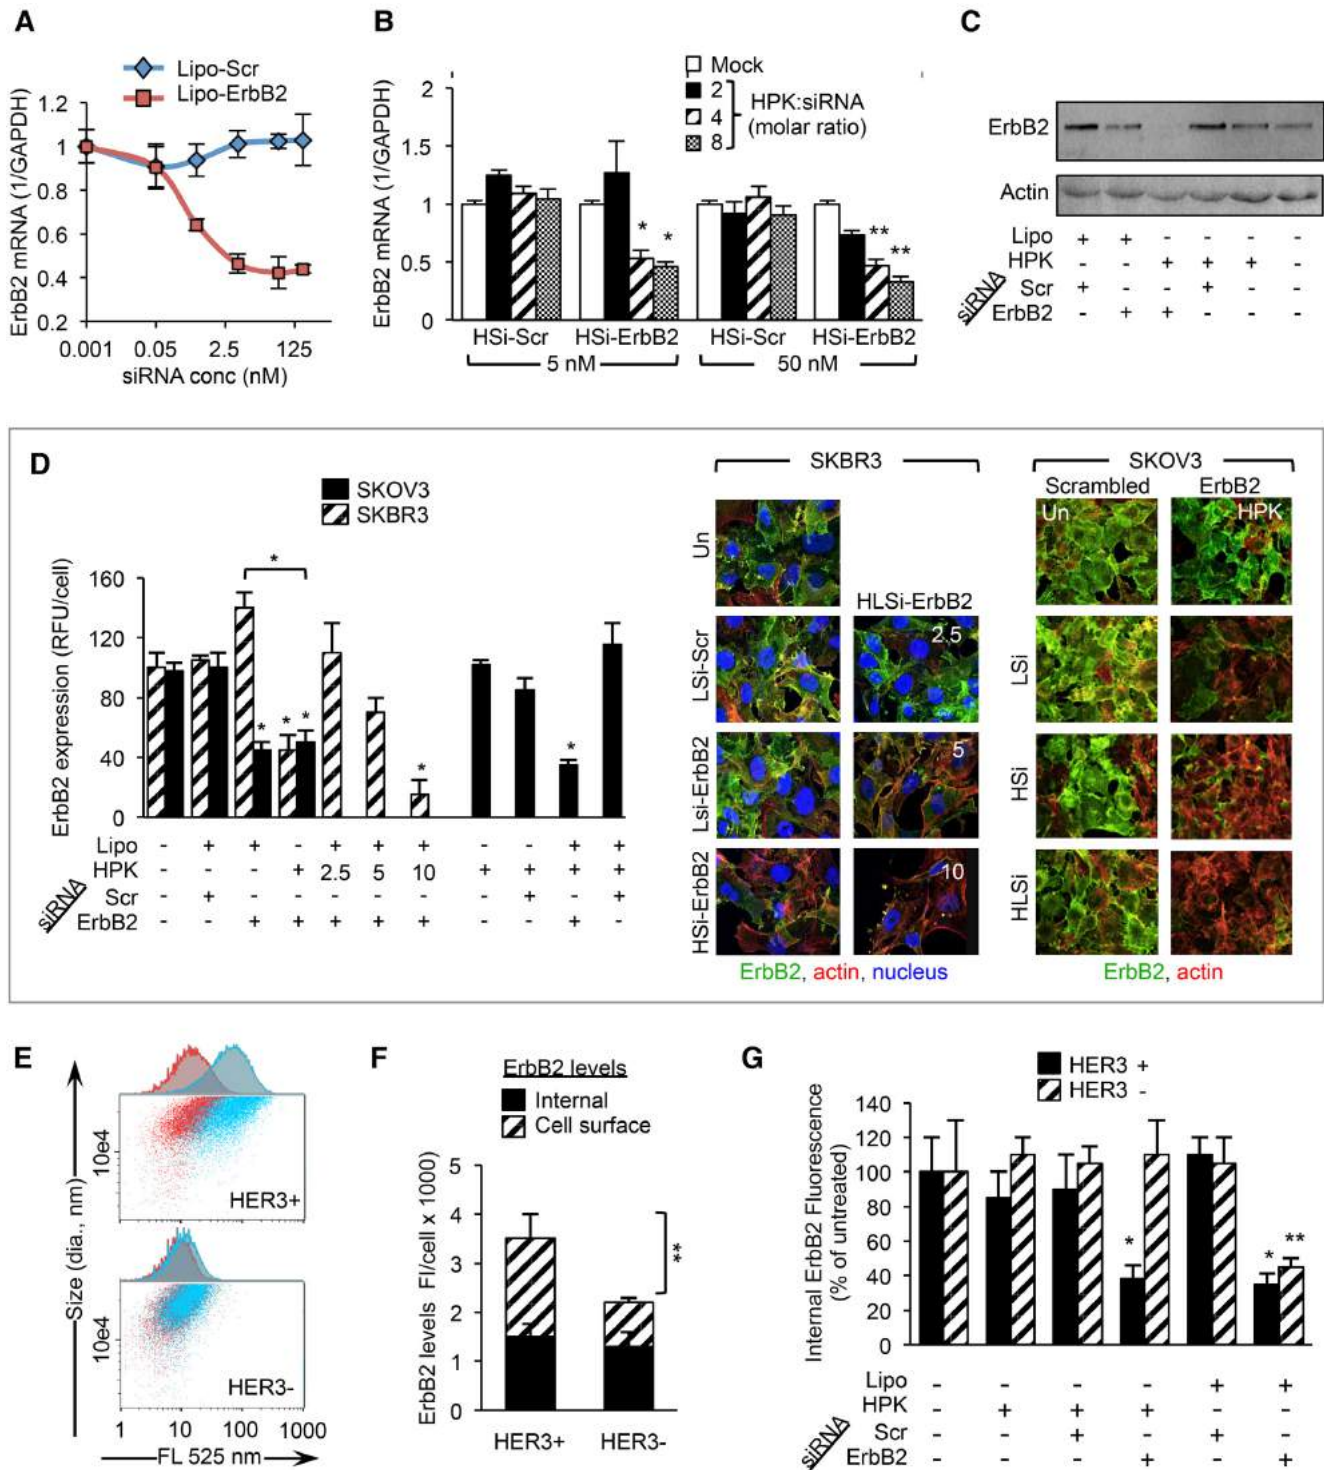 A
Lipo-Scr
Lipo-ErbB2
ErbB2 mRNA (1/GAPDH)
1.2
1
0.8
0.6
0.4
0.2
0.001 0.05 2.5 125
siRNA conc (nM)
B
ErbB2 mRNA (1/GAPDH)
2
1.5
1
0.5
0
Mock
2
4
8
HPK:siRNA
(molar ratio)
* * ** **
HSi-Scr HSi-ErbB2 HSi-Scr HSi-ErbB2
5 nM 50 nM
C
ErbB2
Actin
Lipo + + - - - -
HPK - - + + + -
siRNA
Scr + - - + - -
ErbB2 - + + - - -
D
SKOV3
SKBR3
ErbB2 expression (RFU/cell)
160
120
80
40
0
*
* * * * *
Lipo - + + - + + + - - + +
HPK - - - + 2.5 5 10 + + + +
siRNA
Scr - + - - - - - - + - +
ErbB2 - - + + + + + - - + -
SKBR3
Un
HLSi-ErbB2
LSi-Scr
2.5
Lsi-ErbB2
5
HSi-ErbB2
10
ErbB2, actin, nucleus
SKOV3
Scrambled ErbB2
Un HPK
LSi
HSi
HLSi
ErbB2, actin
E
Size (dia., nm)
10e4
HER3+
10e4
HER3-
1 10 100 1000
FL 525 nm
F
ErbB2 levels
Internal
Cell surface
ErbB2 levels FI/cell x 1000)
5
4
3
2
1
0
**
HER3+ HER3-
G
HER3 +
HER3 -
Internal ErbB2 Fluorescence
(% of untreated)
140
120
100
80
60
40
20
0
* * **
Lipo - - - - + +
HPK - + + + - -
siRNA
Scr - - + - + -
ErbB2 - - - + - +